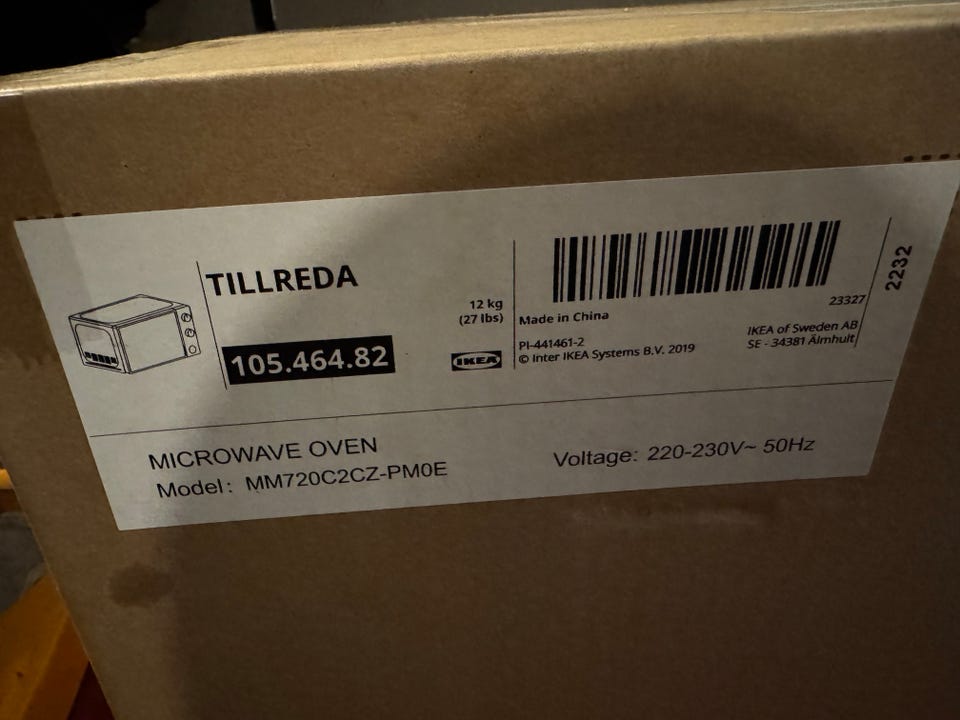 TILLREDA
105.464.82
12 kg
(27 lbs)
IKEA
Made in China
23327
2232
PI-441461-2
© Inter IKEA Systems B.V. 2019
IKEA of Sweden AB
SE - 34381 Älmhult
MICROWAVE OVEN
Model: MM720C2CZ-PM0E
Voltage: 220-230V~ 50Hz